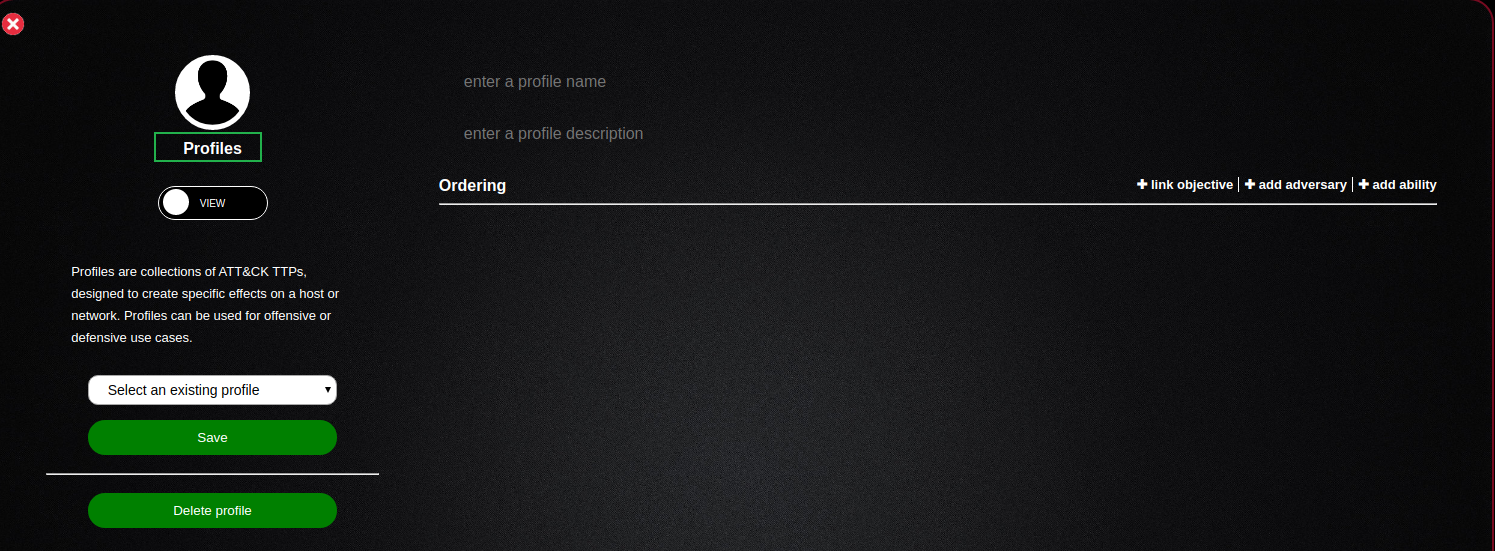 Profiles
VIEW
Profiles are collections of ATT&CK TTPs,
designed to create specific effects on a host or
network. Profiles can be used for offensive or
defensive use cases.
Select an existing profile
Save
Delete profile
enter a profile name
enter a profile description
Ordering
link objective | add adversary | add ability